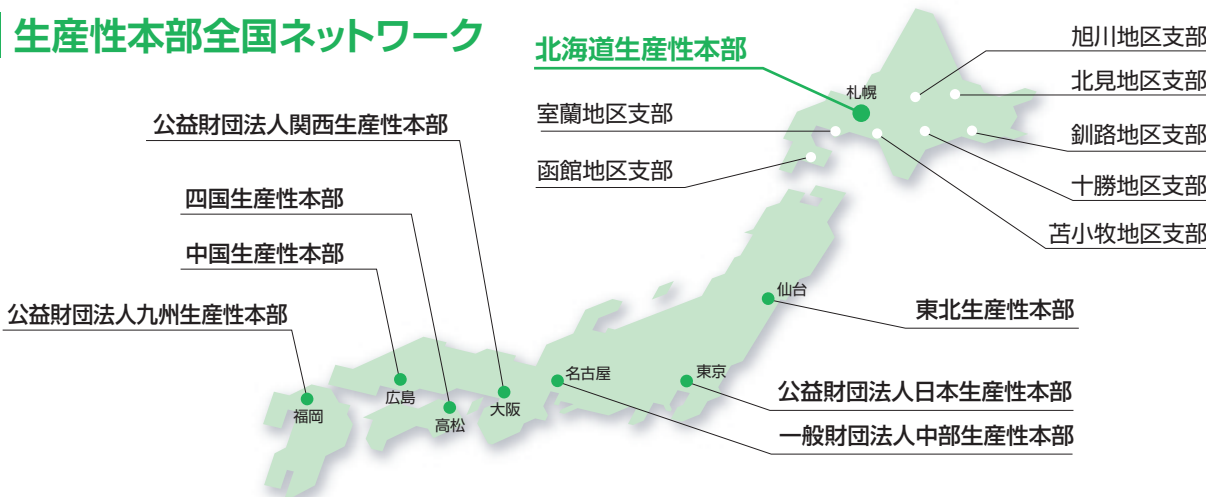 生産性本部全国ネットワーク
北海道生産性本部
札幌
旭川地区支部
北見地区支部
釧路地区支部
十勝地区支部
苫小牧地区支部
室蘭地区支部
函館地区支部
公益財団法人関西生産性本部
四国生産性本部
中国生産性本部
公益財団法人九州生産性本部
仙台
東北生産性本部
東京
公益財団法人日本生産性本部
名古屋
一般財団法人中部生産性本部
大阪
高松
広島
福岡